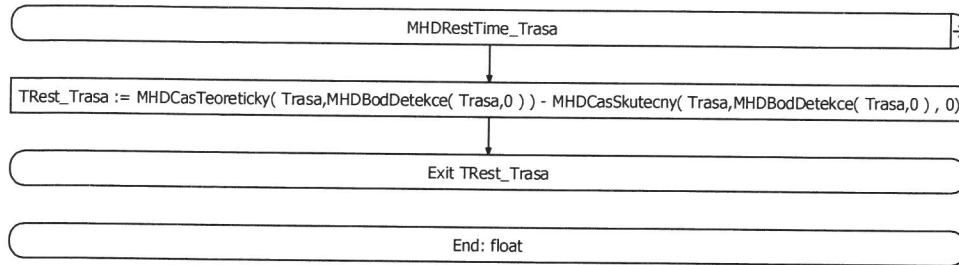 MHDRestTime_Trasa
TRest_Trasa := MHDCasTeoreticky( Trasa,MHDBodDetekce( Trasa,0 ) ) - MHDCasSkutecny( Trasa,MHDBodDetekce( Trasa,0 ) , 0)
Exit TRest_Trasa
End: float